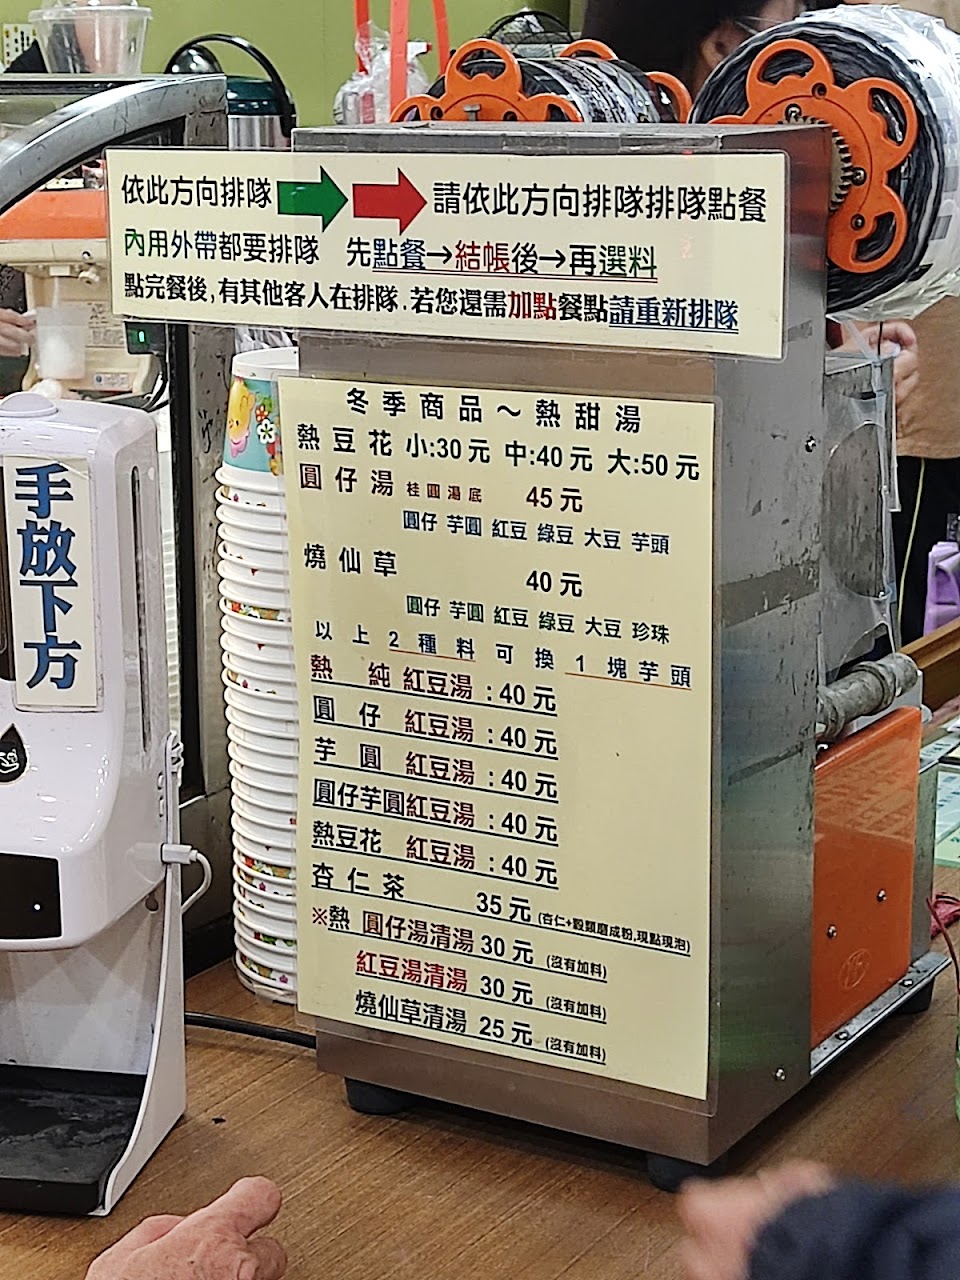 依此方向排隊 請依此方向排隊排隊點餐
內用外帶都要排隊 先點餐→結帳後→再選料
點完餐後,有其他客人在排隊.若您還需加點餐點請重新排隊
手放下方
冬季商品～熱甜湯
熱豆花 小:30元 中:40元 大:50元
圓仔湯 桂圓湯底 45元
圓仔 芋圓 紅豆 綠豆 大豆 芋頭
燒仙草
40元
圓仔 芋圓 紅豆 綠豆 大豆 珍珠
以上2種料可換1塊芋頭
熱 純 紅豆湯 :40元
圓 仔 紅豆湯 :40元
芋 圓 紅豆湯 :40元
圓仔芋圓紅豆湯 :40元
熱豆花 紅豆湯 :40元
杏仁茶 35元 (杏仁+穀類磨成粉,現點現泡)
※熱 圓仔湯清湯 30元 (沒有加料)
紅豆湯清湯 30元 (沒有加料)
燒仙草清湯 25元 (沒有加料)